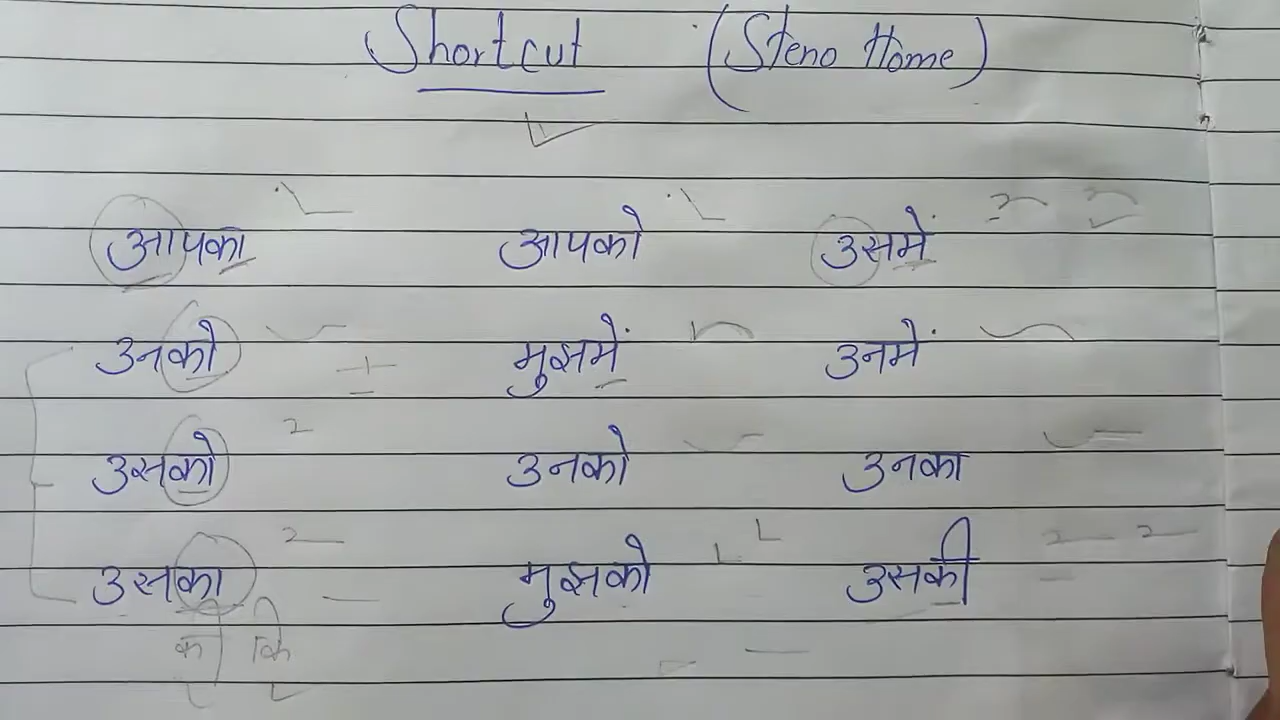 Shortcut (Steno Home)
आपका आपको उसमें
उनको मुझमें उनमें
उसको उनको उनका
उसका मुझको उसकी
क कि